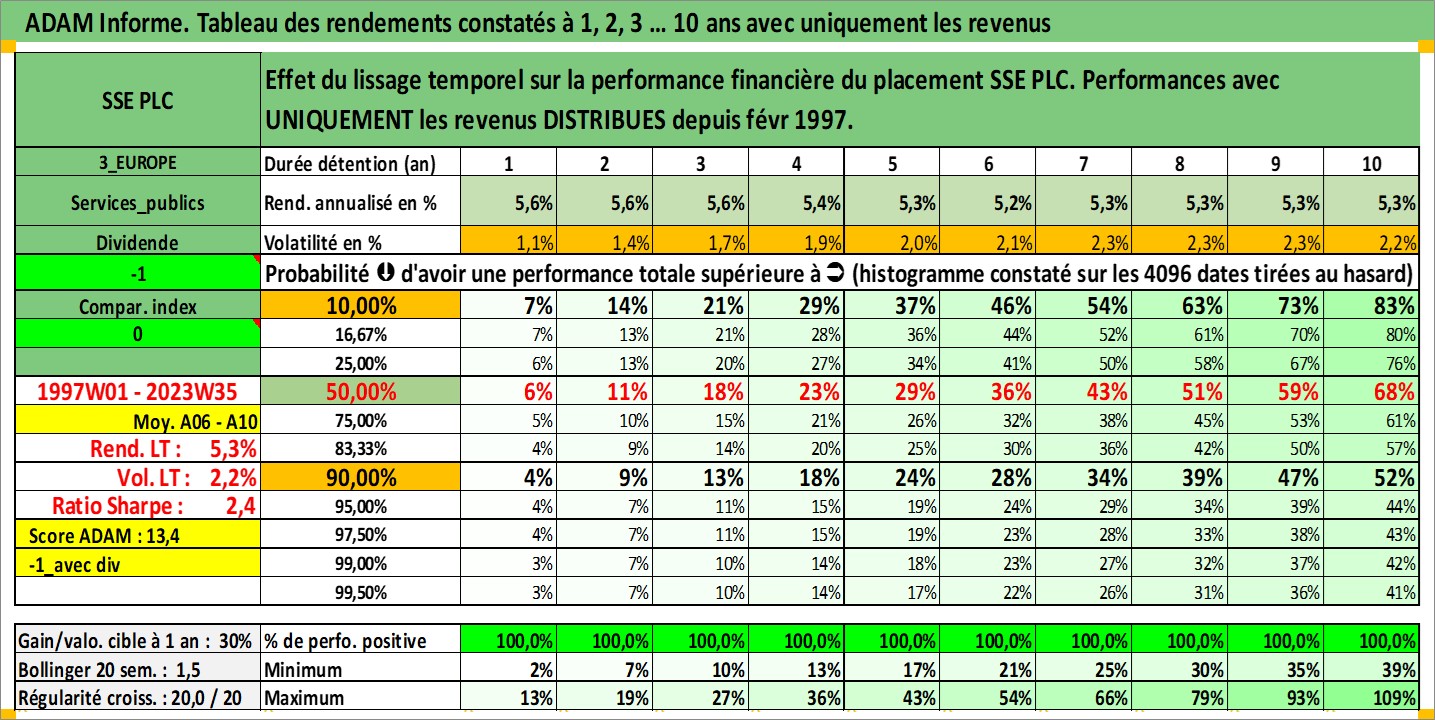 ADAM Informe. Tableau des rendements constatés à 1, 2, 3 ... 10 ans avec uniquement les revenus
SSE PLC
Effet du lissage temporel sur la performance financière du placement SSE PLC. Performances avec
UNIQUEMENT les revenus DISTRIBUES depuis févr 1997.
3_EUROPE Durée détention (an) 1 2 3 4 5 6 7 8 9 10
Services_publics Rend. annualisé en % 5,6% 5,6% 5,6% 5,4% 5,3% 5,2% 5,3% 5,3% 5,3% 5,3%
Dividende Volatilité en % 1,1% 1,4% 1,7% 1,9% 2,0% 2,1% 2,3% 2,3% 2,3% 2,2%
-1 Probabilité d'avoir une performance totale supérieure à (histogramme constaté sur les 4096 dates tirées au hasard)
Compar. index 10,00% 7% 14% 21% 29% 37% 46% 54% 63% 73% 83%
0 16,67% 7% 13% 21% 28% 36% 44% 52% 61% 70% 80%
25,00% 6% 13% 20% 27% 34% 41% 50% 58% 67% 76%
1997W01 - 2023W35 50,00% 6% 11% 18% 23% 29% 36% 43% 51% 59% 68%
Moy. A06 - A10 75,00% 5% 10% 15% 21% 26% 32% 38% 45% 53% 61%
Rend. LT : 5,3% 83,33% 4% 9% 14% 20% 25% 30% 36% 42% 50% 57%
Vol. LT : 2,2% 90,00% 4% 9% 13% 18% 24% 28% 34% 39% 47% 52%
Ratio Sharpe : 2,4 95,00% 4% 7% 11% 15% 19% 24% 29% 34% 39% 44%
Score ADAM : 13,4 97,50% 4% 7% 11% 15% 19% 23% 28% 33% 38% 43%
-1_avec div 99,00% 3% 7% 10% 14% 18% 23% 27% 32% 37% 42%
99,50% 3% 7% 10% 14% 17% 22% 26% 31% 36% 41%
Gain/valo. cible à 1 an : 30% % de perfo. positive 100,0% 100,0% 100,0% 100,0% 100,0% 100,0% 100,0% 100,0% 100,0% 100,0%
Bollinger 20 sem. : 1,5 Minimum 2% 7% 10% 13% 17% 21% 25% 30% 35% 39%
Régularité croiss. : 20,0 / 20 Maximum 13% 19% 27% 36% 43% 54% 66% 79% 93% 109%